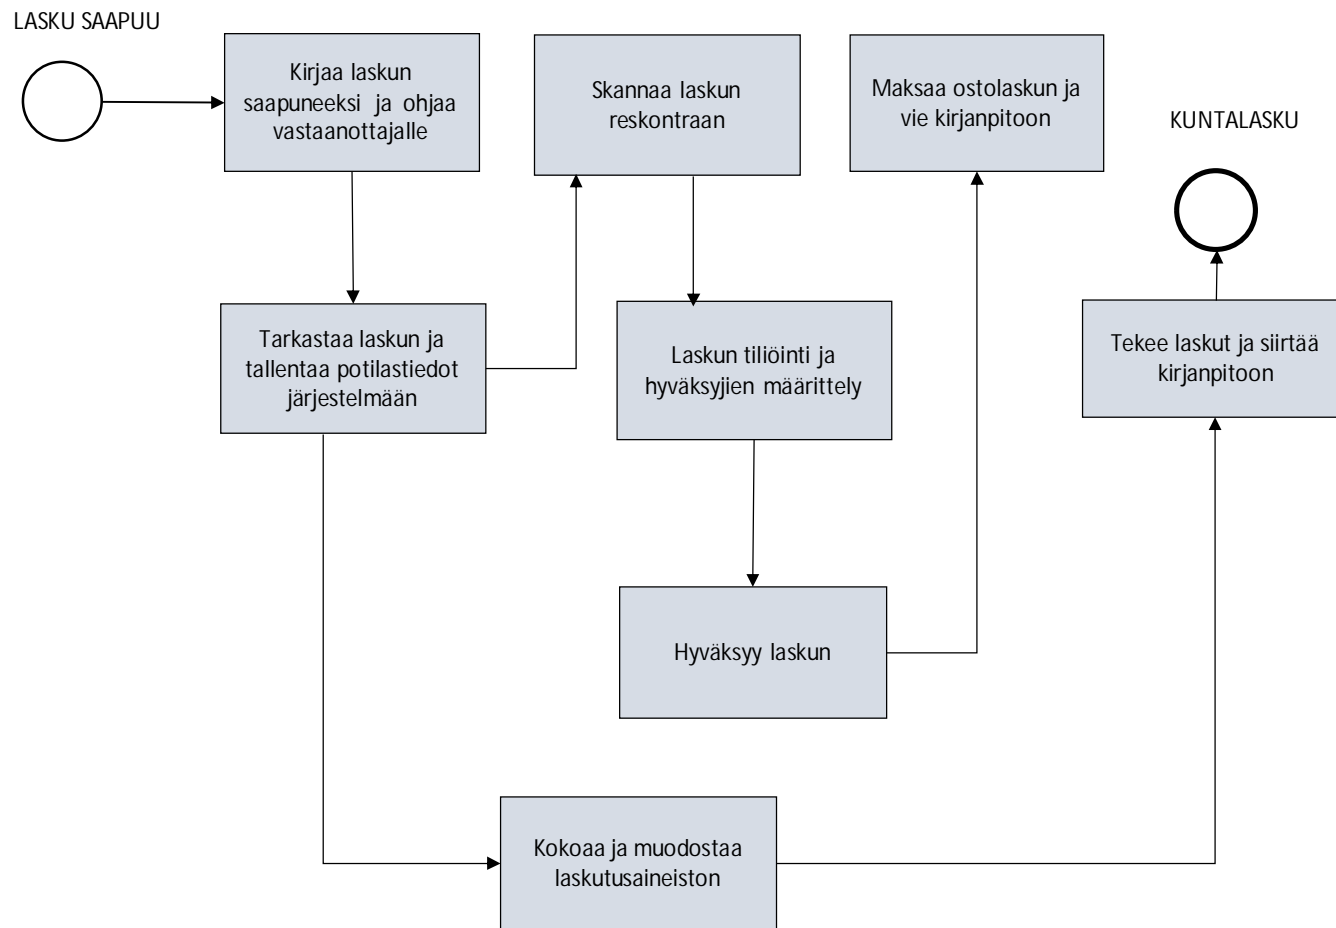 LASKU SAAPUU
Kirjaa laskun
saapuneeksi ja ohjaa
vastaanottajalle
Skannaa laskun
reskontraan
Maksaa ostolaskun ja
vie kirjanpitoon
KUNTALASKU
Tarkastaa laskun ja
tallentaa potilastiedot
järjestelmään
Laskun tiliöinti ja
hyväksyjien määrittely
Tekee laskut ja siirtää
kirjanpitoon
Hyväksyy laskun
Kokoaa ja muodostaa
laskutusaineiston